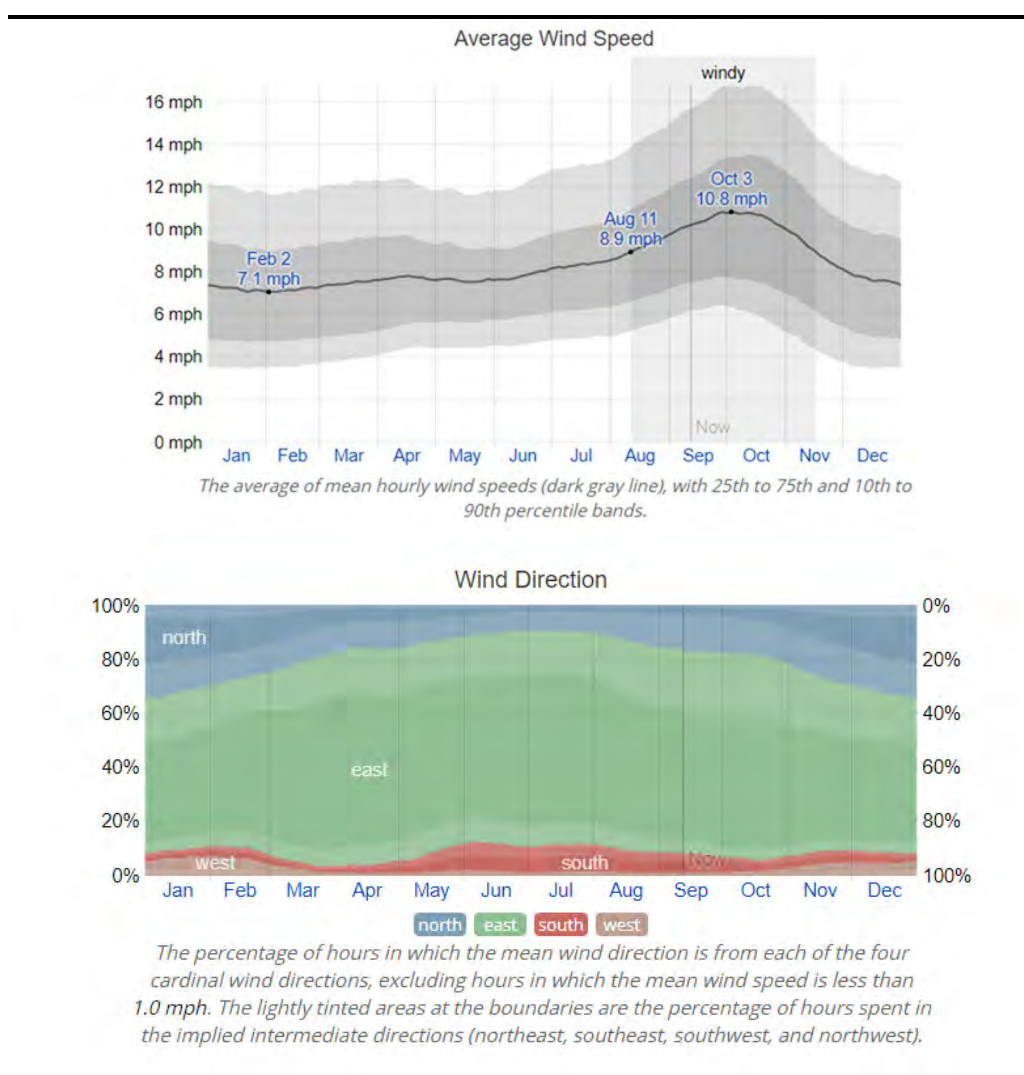 Average Wind Speed
windy
16 mph
14 mph
12 mph
10 mph
8 mph
6 mph
4 mph
2 mph
0 mph
Feb 2
7.1 mph
Aug 11
8.9 mph
Oct 3
10.8 mph
Now
Jan Feb Mar Apr May Jun Jul Aug Sep Oct Nov Dec
The average of mean hourly wind speeds (dark gray line), with 25th to 75th and 10th to
90th percentile bands.
Wind Direction
100% 0%
north
80% 20%
60% 40%
east
40% 60%
20% 80%
west south Now
0% 100%
Jan Feb Mar Apr May Jun Jul Aug Sep Oct Nov Dec
north east south west
The percentage of hours in which the mean wind direction is from each of the four
cardinal wind directions, excluding hours in which the mean wind speed is less than
1.0 mph. The lightly tinted areas at the boundaries are the percentage of hours spent in
the implied intermediate directions (northeast, southeast, southwest, and northwest).